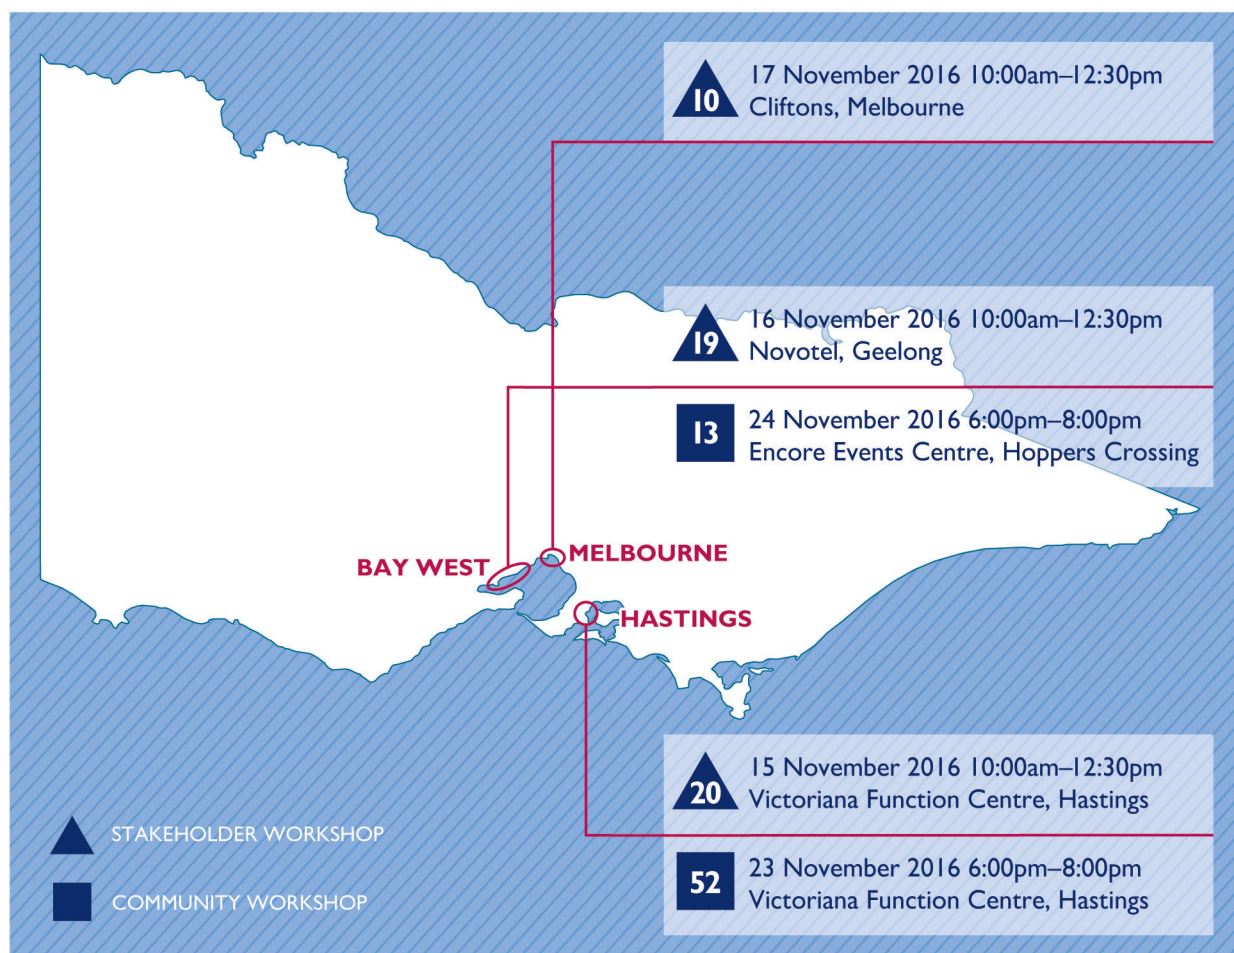 10
17 November 2016 10:00am–12:30pm
Cliftons, Melbourne
19
16 November 2016 10:00am–12:30pm
Novotel, Geelong
13
24 November 2016 6:00pm–8:00pm
Encore Events Centre, Hoppers Crossing
MELBOURNE
BAY WEST
HASTINGS
20
15 November 2016 10:00am–12:30pm
Victoriana Function Centre, Hastings
52
23 November 2016 6:00pm–8:00pm
Victoriana Function Centre, Hastings
STAKEHOLDER WORKSHOP
COMMUNITY WORKSHOP